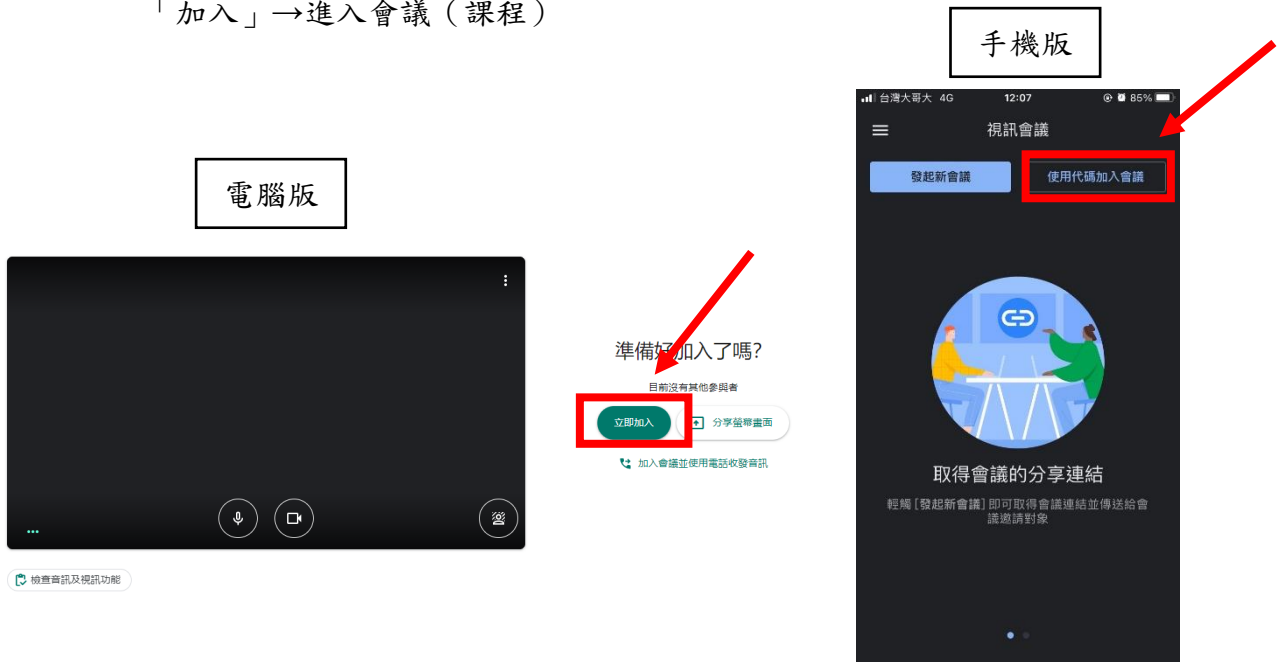 「加入」→進入會議（課程）
手機版
台灣大哥大 4G 12:07 85%
視訊會議
發起新會議 使用代碼加入會議
電腦版
準備好加入了嗎?
目前沒有其他參與者
立即加入 分享螢幕畫面
加入會議並使用電話收發音訊
檢查音訊及視訊功能
取得會議的分享連結
輕觸 [發起新會議] 即可取得會議連結並傳送給會
議邀請對象